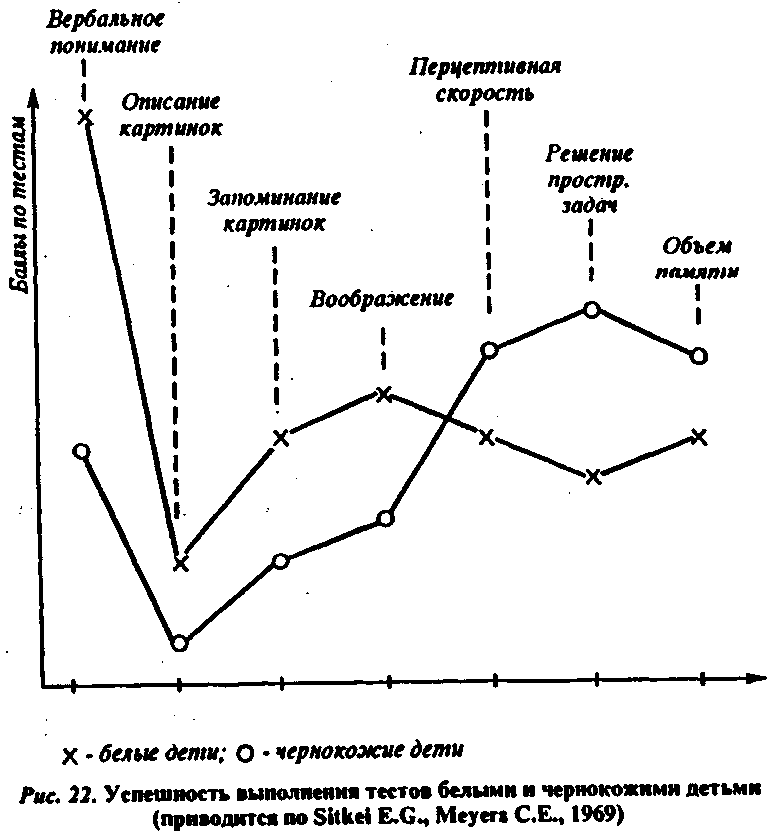 Вербальное
понимание
Описание
картинок
Запоминание
картинок
Воображение
Перцептивная
скорость
Решение
простр.
задач
Объем
памяти
Баллы по тестам
х - белые дети; О - чернокожие дети
Рис. 22. Успешность выполнения тестов белыми и чернокожими детьми
(приводится по Sitkei E.G., Meyers C.E., 1969)